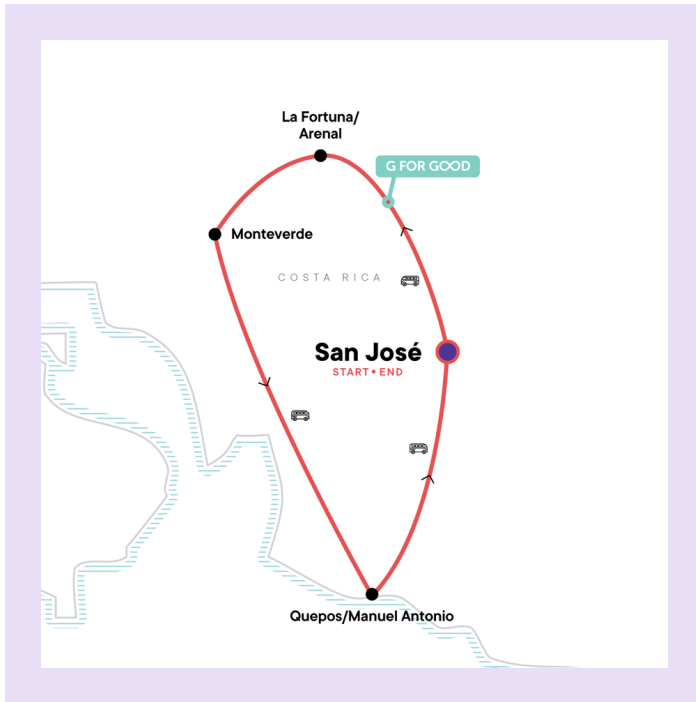 La Fortuna/
Arenal
G FOR GOOD
Monteverde
COSTA RICA
San José
START•END
Quepos/Manuel Antonio